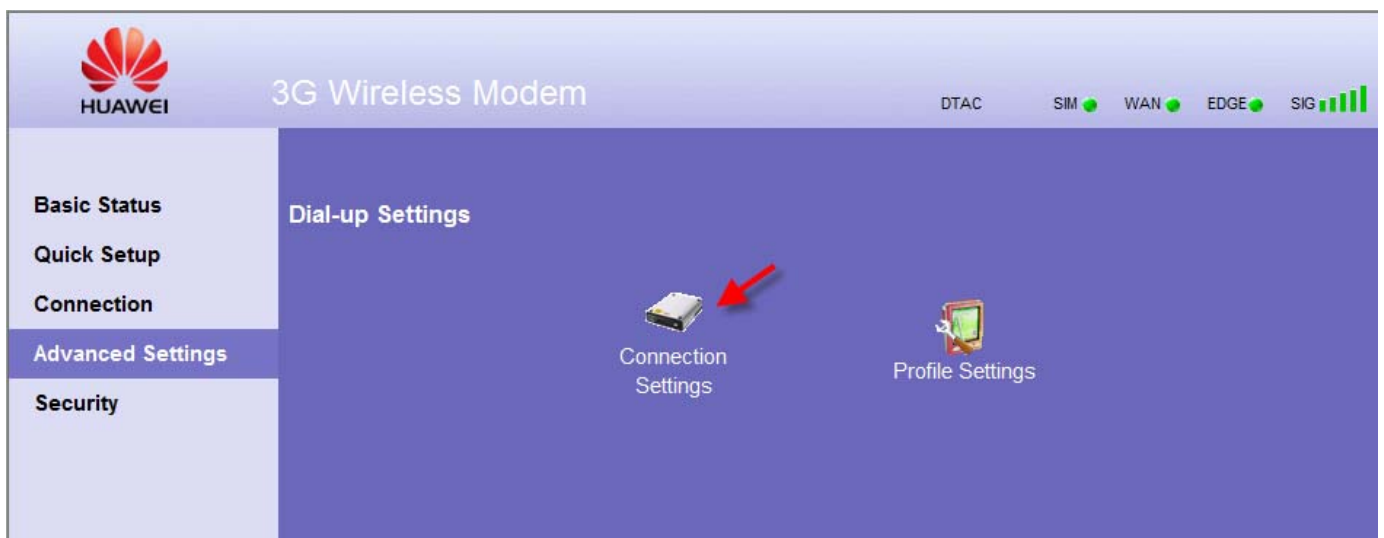 HUAWEI
3G Wireless Modem
DTAC SIM WAN EDGE SIG
Basic Status
Quick Setup
Connection
Advanced Settings
Security
Dial-up Settings
Connection
Settings
Profile Settings